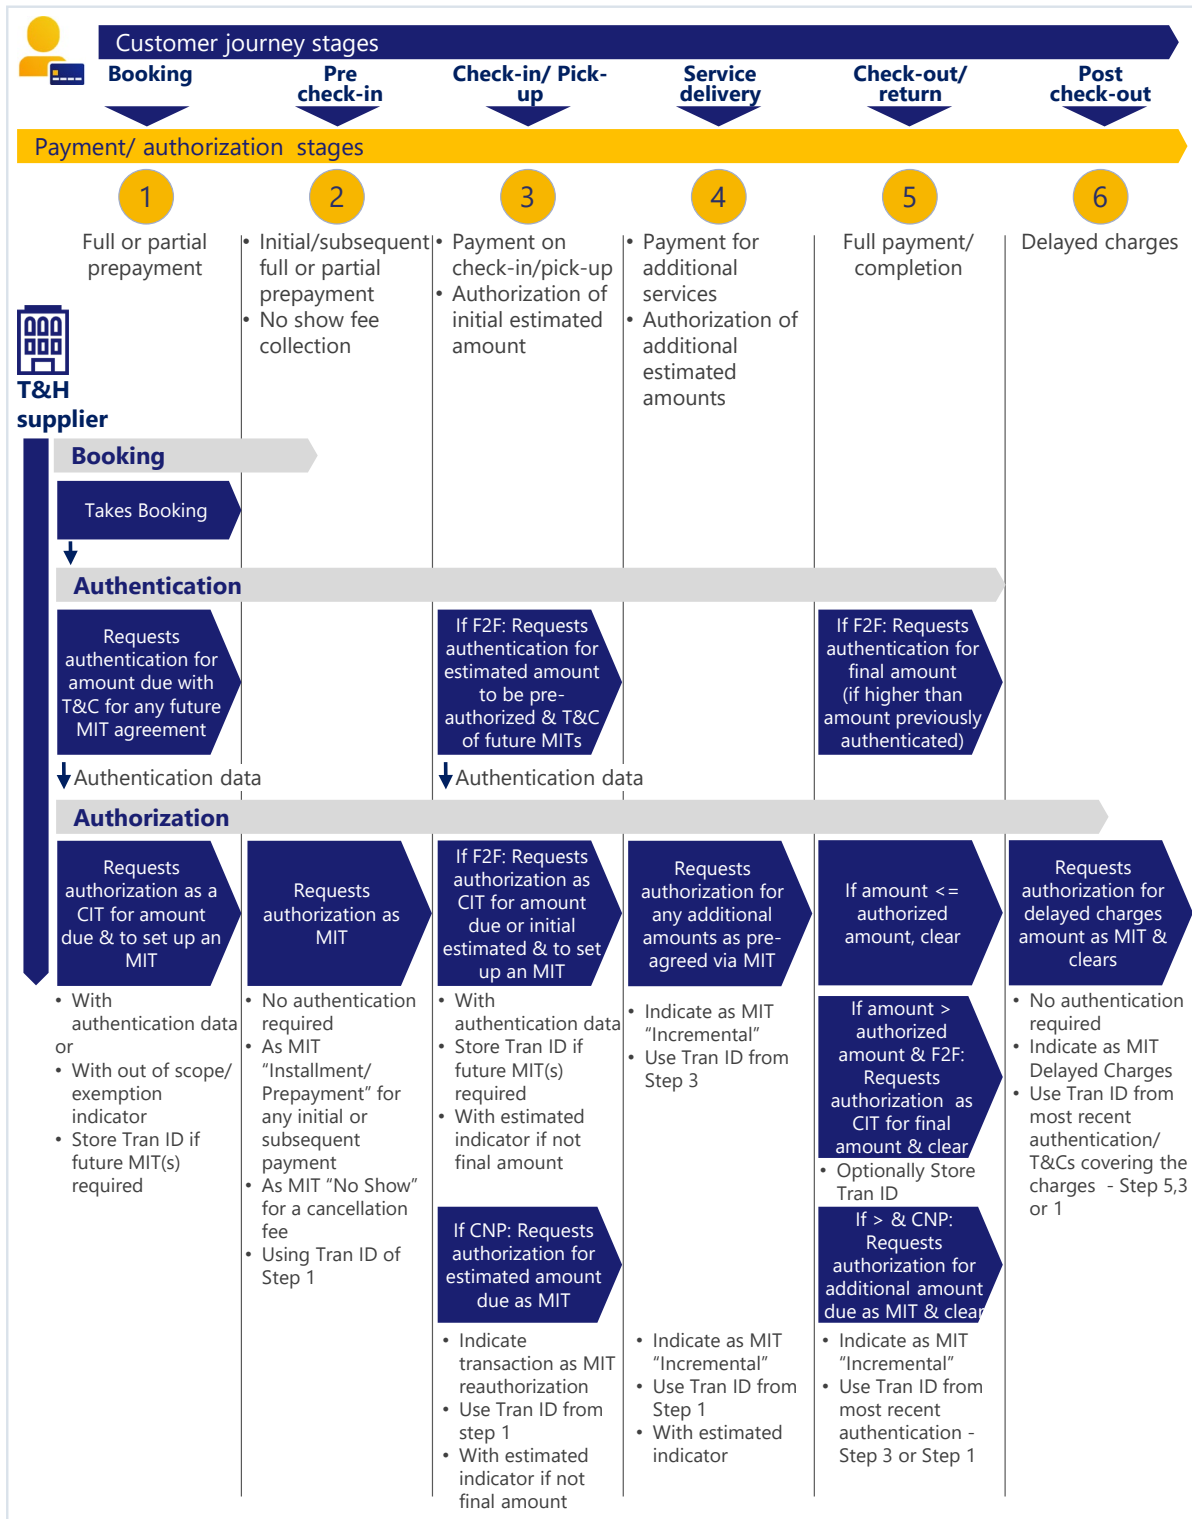 Customer journey stages
Booking
Pre
check-in
Check-in/ Pick-
up
Service
delivery
Check-out/
return
Post
check-out
Payment/ authorization stages
1
2
3
4
5
6
Full or partial
prepayment
• Initial/subsequent
full or partial
prepayment
• No show fee
collection
• Payment on
check-in/pick-up
• Authorization of
initial estimated
amount
• Payment for
additional
services
• Authorization of
additional
estimated
amounts
Full payment/
completion
Delayed charges
T&H
supplier
Booking
Takes Booking
Authentication
Requests
authentication for
amount due with
T&C for any future
MIT agreement
If F2F: Requests
authentication for
estimated amount
to be pre-
authorized & T&C
of future MITs
If F2F: Requests
authentication for
final amount
(if higher than
amount previously
authenticated)
Authentication data
Authentication data
Authorization
Requests
authorization as a
CIT for amount
due & to set up an
MIT
Requests
authorization as
MIT
If F2F: Requests
authorization as
CIT for amount
due or initial
estimated & to set
up an MIT
Requests
authorization for
any additional
amounts as pre-
agreed via MIT
If amount <=
authorized
amount, clear
Requests
authorization for
delayed charges
amount as MIT &
clears
• With
authentication data
or
• With out of scope/
exemption
indicator
• Store Tran ID if
future MIT(s)
required
• No authentication
required
• As MIT
“Installment/
Prepayment” for
any initial or
subsequent
payment
• As MIT “No Show”
for a cancellation
fee
• Using Tran ID of
Step 1
• With
authentication data
• Store Tran ID if
future MIT(s)
required
• With estimated
indicator if not
final amount
If CNP: Requests
authorization for
estimated amount
due as MIT
• Indicate
transaction as MIT
reauthorization
• Use Tran ID from
step 1
• With estimated
indicator if not
final amount
• Indicate as MIT
“Incremental”
• Use Tran ID from
Step 3
• Indicate as MIT
“Incremental”
• Use Tran ID from
Step 1
• With estimated
indicator
If amount >
authorized
amount & F2F:
Requests
authorization as
CIT for final
amount & clear
• Optionally Store
Tran ID
If > & CNP:
Requests
authorization for
additional amount
due as MIT & clear
• Indicate as MIT
“Incremental”
• Use Tran ID from
most recent
authentication -
Step 3 or Step 1
• No authentication
required
• Indicate as MIT
Delayed Charges
• Use Tran ID from
most recent
authentication/
T&Cs covering the
charges - Step 5,3
or 1